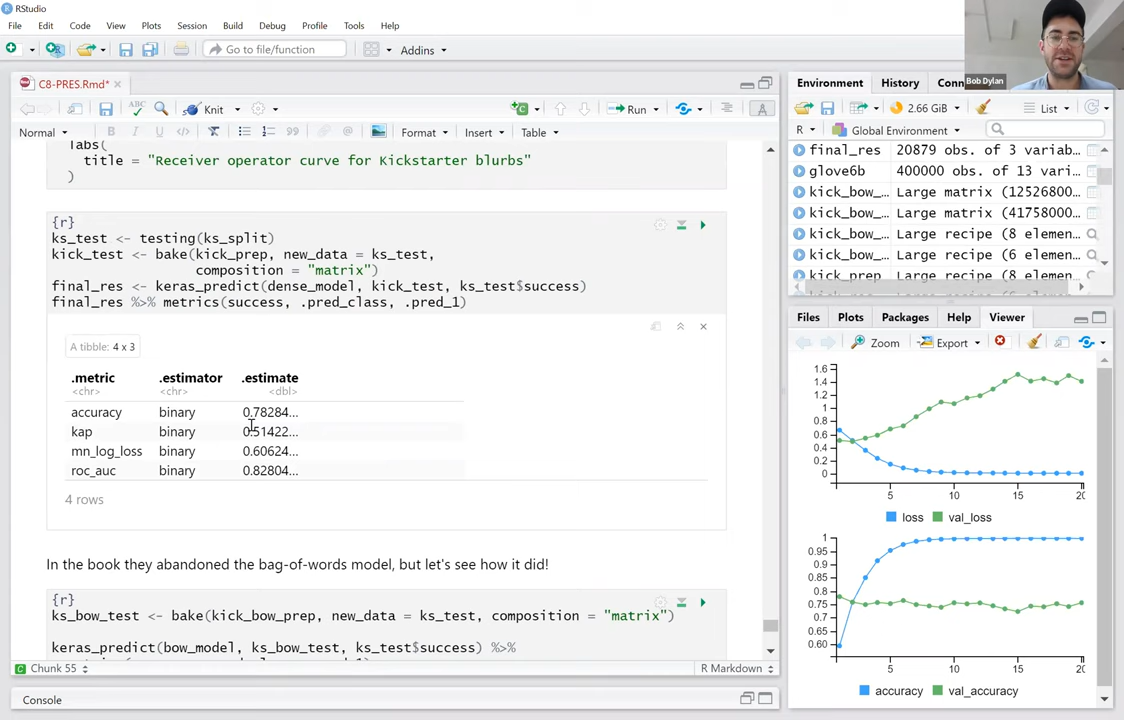 RStudio
File Edit Code View Plots Session Build Debug Profile Tools Help
Go to file/function Addins
Bob Dylan
C8-PRES.Rmd*
ABC Knit Run
Normal B I U Format Insert Table A
Tabs(
title = "Receiver operator curve for Kickstarter blurbs"
)
{r}
ks_test <- testing(ks_split)
kick_test <- bake(kick_prep, new_data = ks_test,
composition = "matrix")
final_res <- keras_predict(dense_model, kick_test, ks_test$success)
final_res %>% metrics(success, .pred_class, .pred_1)
A tibble: 4 x 3
.metric .estimator .estimate
<chr> <chr> <dbl>
accuracy binary 0.78284...
kap binary 0.51422...
mn_log_loss binary 0.60624...
roc_auc binary 0.82804...
4 rows
In the book they abandoned the bag-of-words model, but let's see how it did!
{r}
ks_bow_test <- bake(kick_bow_prep, new_data = ks_test, composition = "matrix")
keras_predict(bow_model, ks_bow_test, ks_test$success) %>%
Chunk 55 R Markdown
Console
Environment History Conn
2.66 GiB List
R Global Environment
final_res 20879 obs. of 3 variab...
glove6b 400000 obs. of 13 vari...
kick_bow_... Large matrix (12526800...
kick_bow_... Large matrix (41758000...
kick_bow_... Large recipe (8 elemen...
kick_bow_... Large recipe (6 elemen...
kick_prep Large recipe (8 elemen...
Files Plots Packages Help Viewer
Zoom Export
1.6
1.4
1.2
1
0.8
0.6
0.4
0.2
0
5 10 15 20
loss val_loss
1
0.95
0.9
0.85
0.8
0.75
0.70
0.65
0.60
5 10 15 20
accuracy val_accuracy